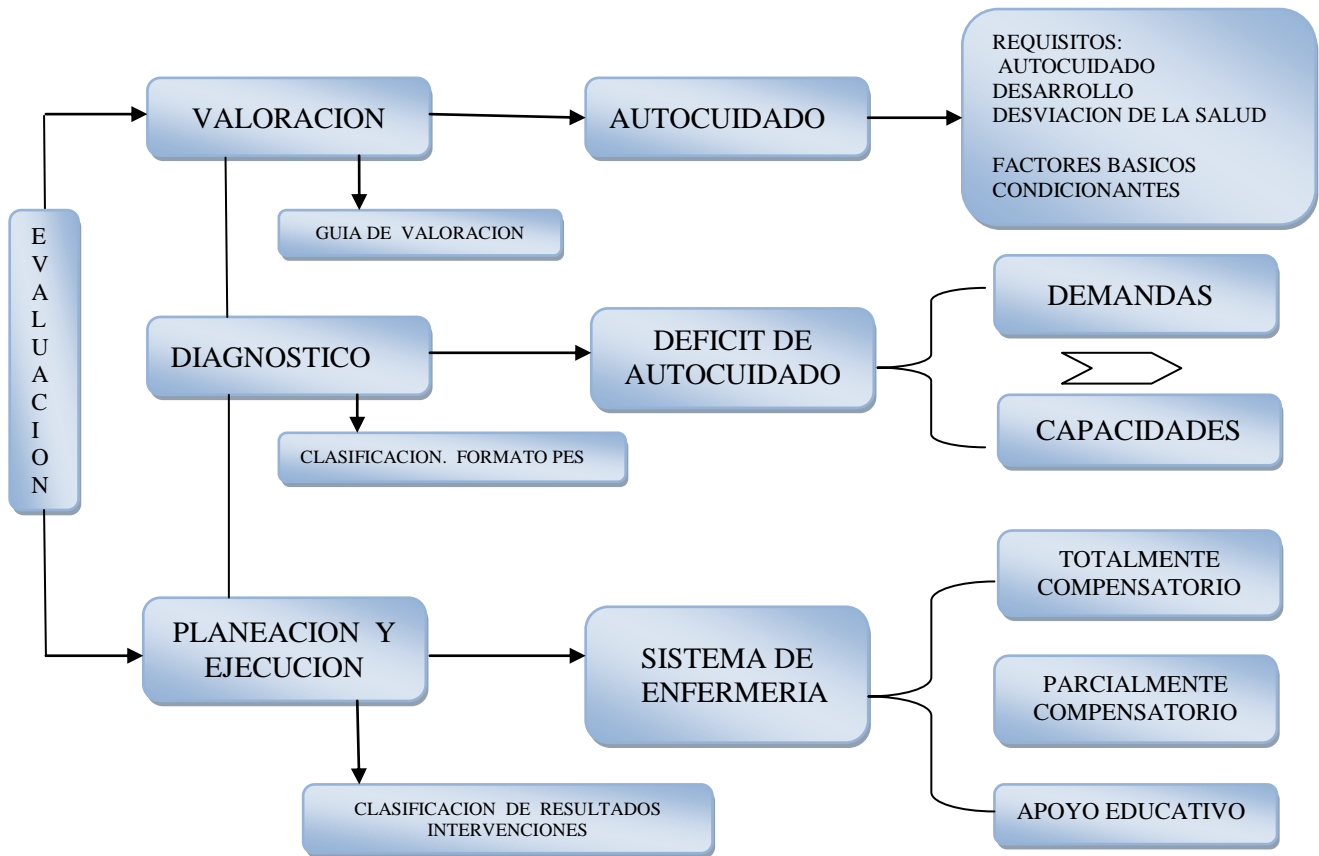 REQUISITOS:
AUTOCUIDADO
DESARROLLO
DESVIACION DE LA SALUD
FACTORES BASICOS
CONDICIONANTES
VALORACION
AUTOCUIDADO
GUIA DE VALORACION
E
V
A
L
U
A
C
I
O
N
DEMANDAS
DIAGNOSTICO
DEFICIT DE
AUTOCUIDADO
CAPACIDADES
CLASIFICACION. FORMATO PES
TOTALMENTE
COMPENSATORIO
PLANEACION Y
EJECUCION
SISTEMA DE
ENFERMERIA
PARCIALMENTE
COMPENSATORIO
CLASIFICACION DE RESULTADOS
INTERVENCIONES
APOYO EDUCATIVO